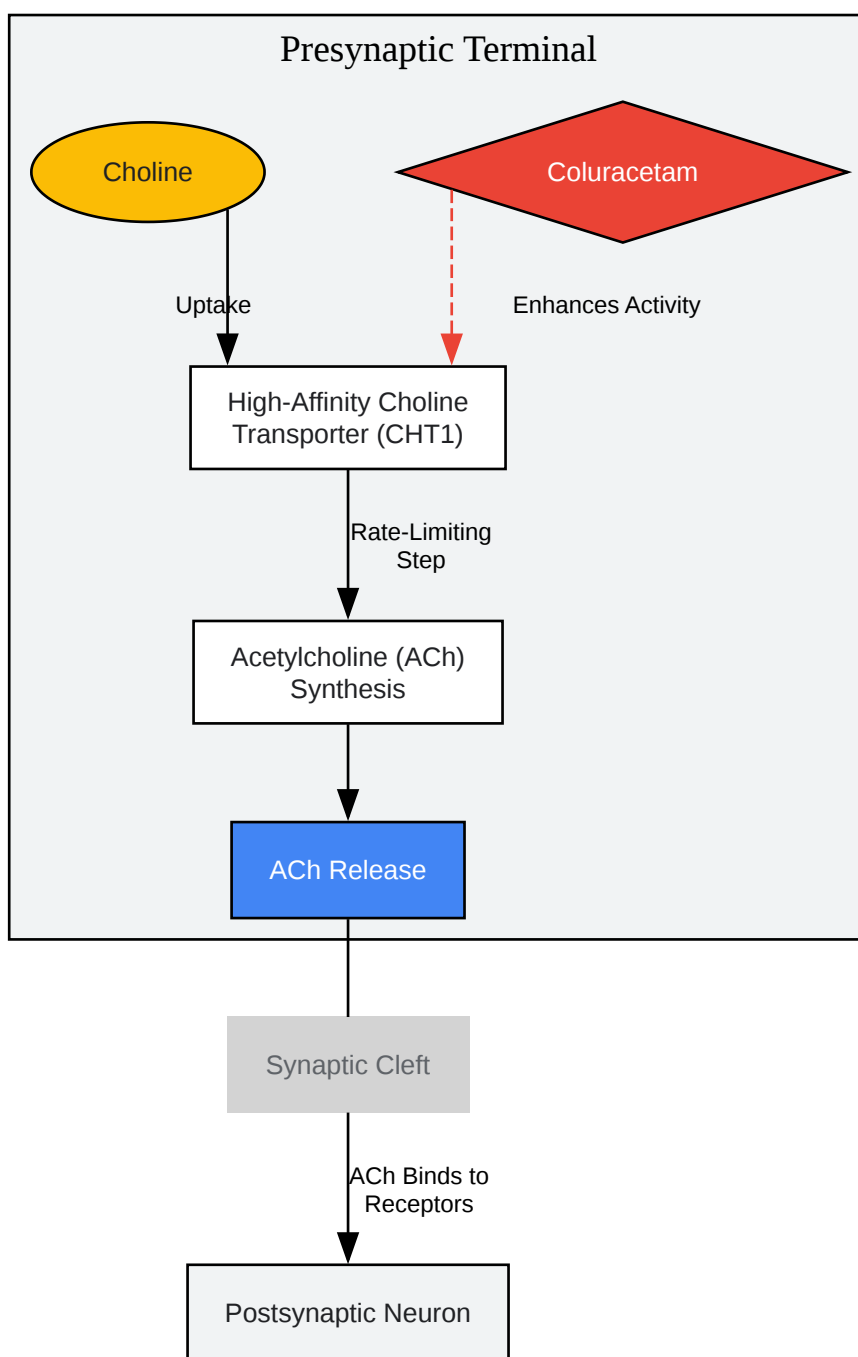 Presynaptic Terminal
Choline
Coluracetam
Uptake
Enhances Activity
High-Affinity Choline
Transporter (CHT1)
Rate-Limiting
Step
Acetylcholine (ACh)
Synthesis
ACh Release
Synaptic Cleft
ACh Binds to
Receptors
Postsynaptic Neuron